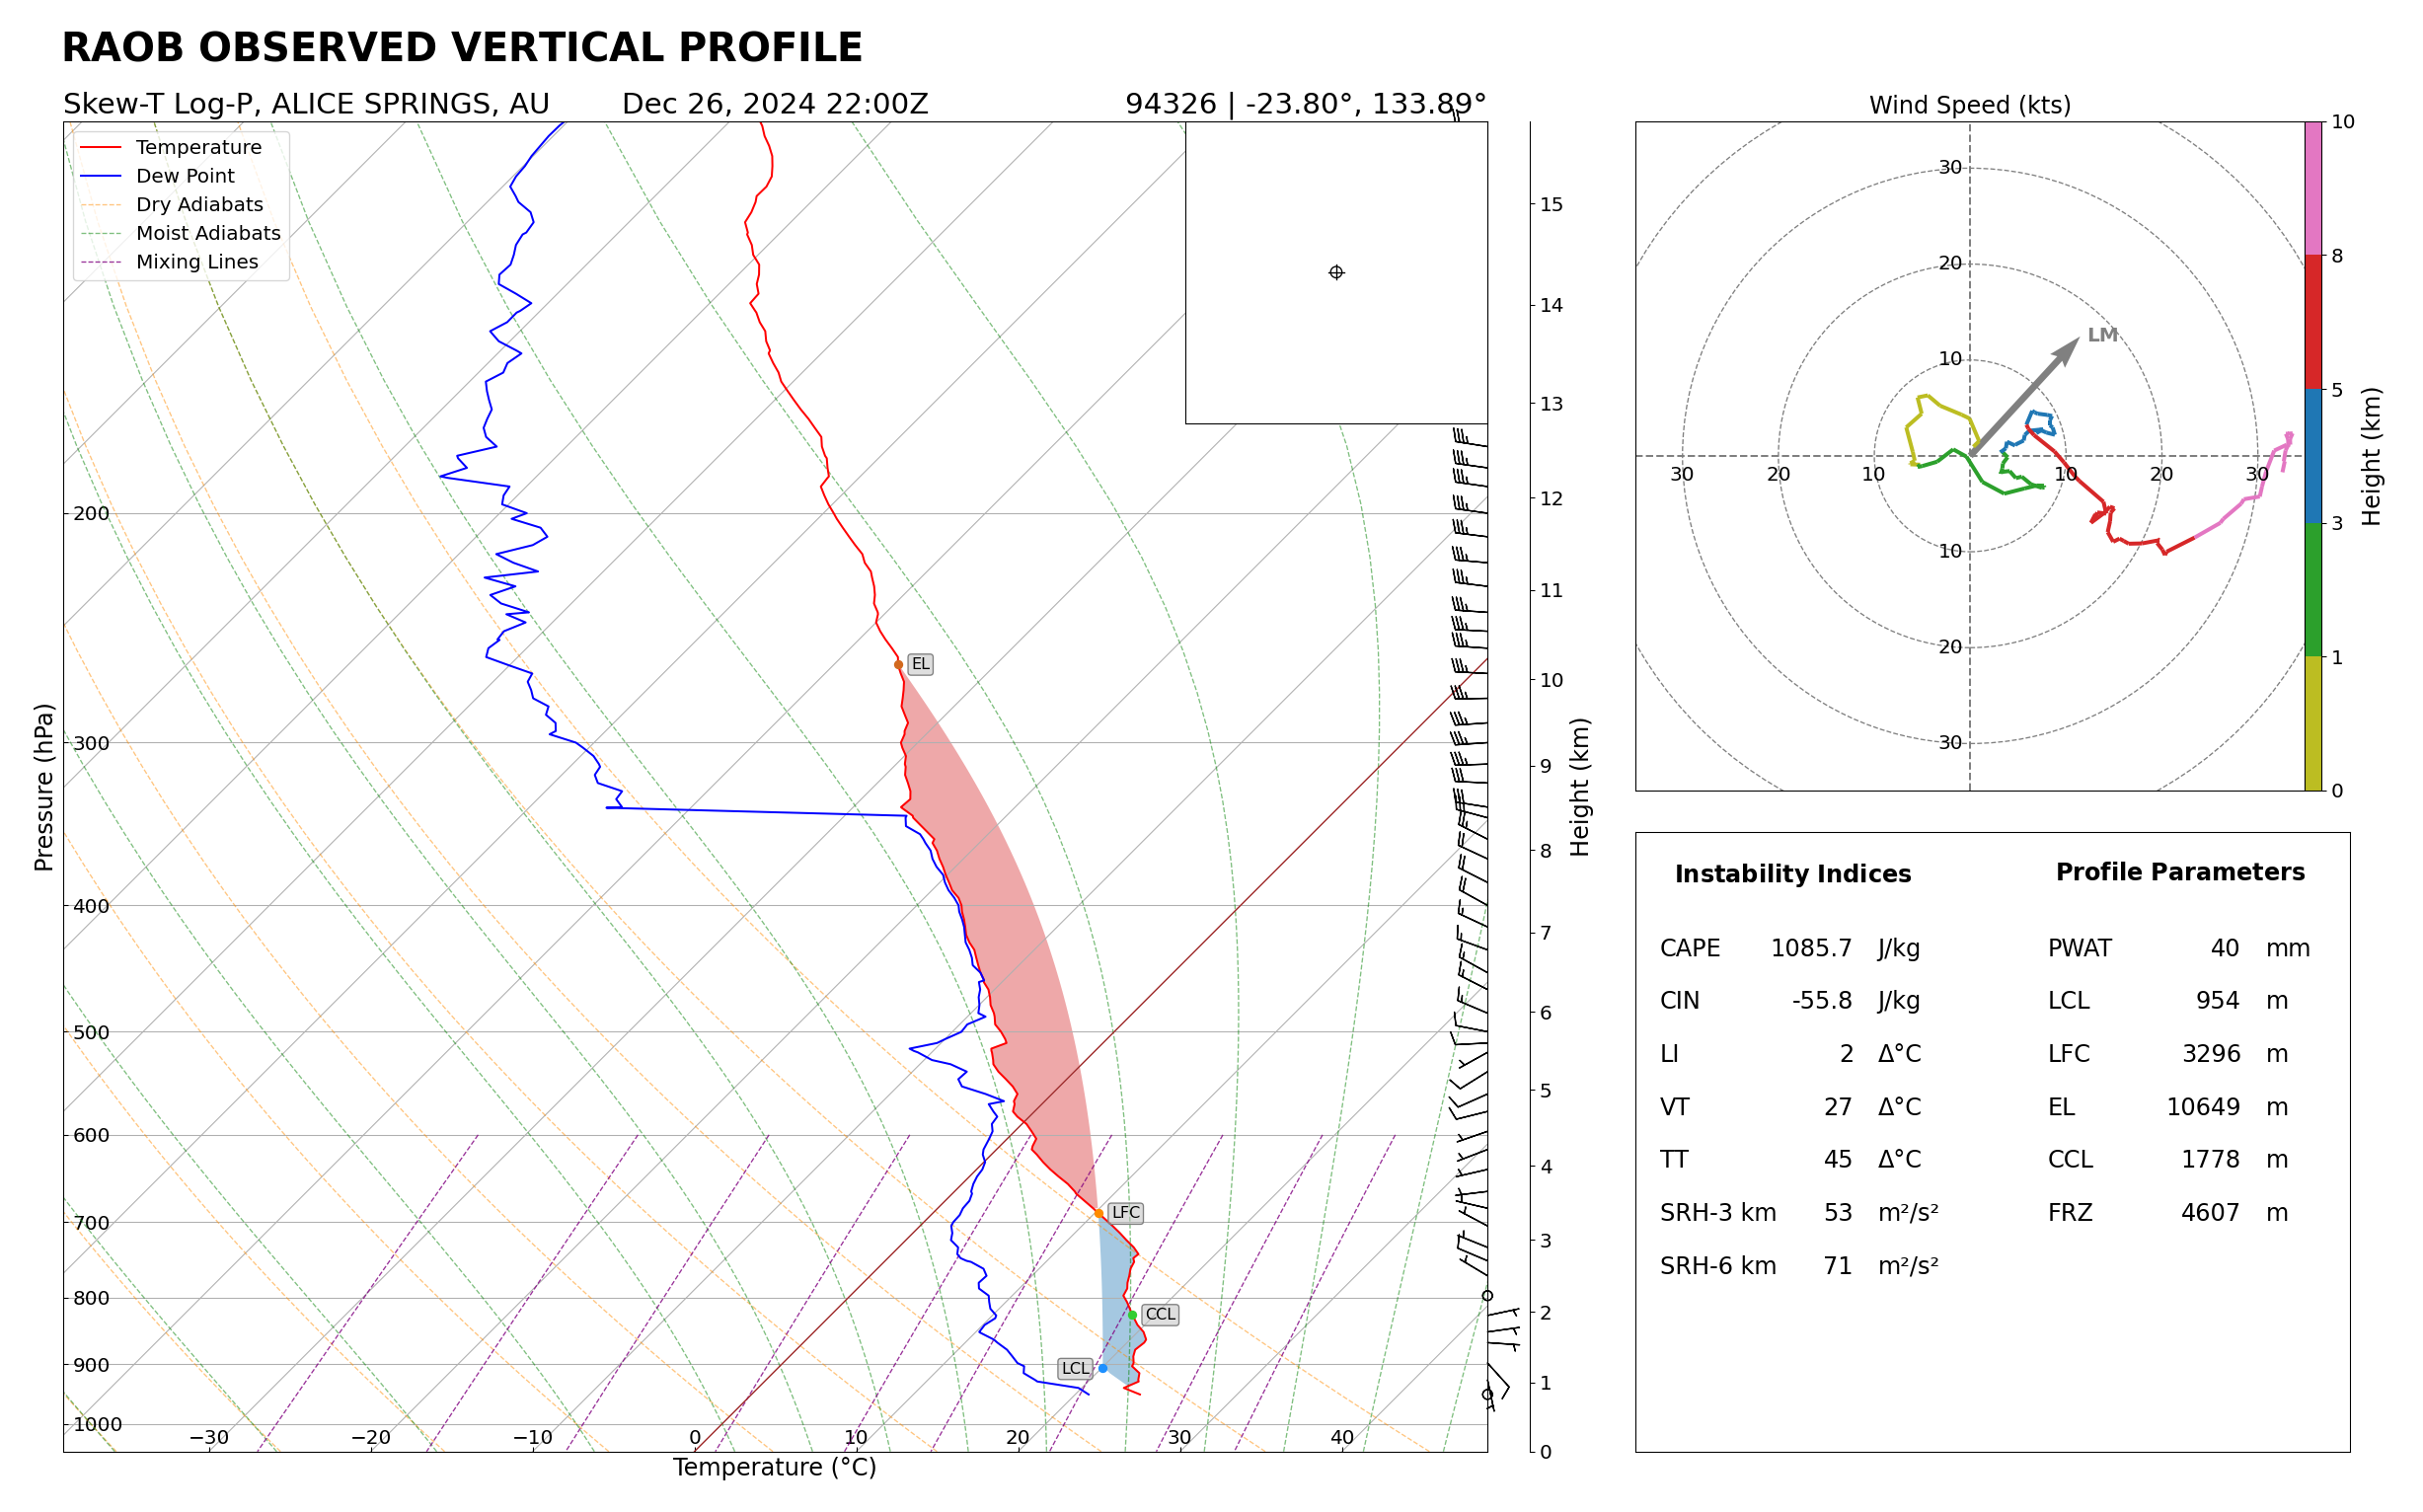 RAOB OBSERVED VERTICAL PROFILE
Skew-T Log-P, ALICE SPRINGS, AU Dec 26, 2024 22:00Z 94326 | -23.80°, 133.89°
Temperature
Dew Point
Dry Adiabats
Moist Adiabats
Mixing Lines
Pressure (hPa)
200
300
400
500
600
700
800
900
1000
−30 −20 −10 0 10 20 30 40
Temperature (°C)
EL
LFC
CCL
LCL
15
14
13
12
11
10
9
8
7
6
5
4
3
2
1
0
Height (km)
Wind Speed (kts)
30
20
10
LM
30 20 10 10 20 30
10
20
30
10
8
5
3
1
0
Height (km)
Instability Indices Profile Parameters
CAPE 1085.7 J/kg PWAT 40 mm
CIN -55.8 J/kg LCL 954 m
LI 2 Δ°C LFC 3296 m
VT 27 Δ°C EL 10649 m
TT 45 Δ°C CCL 1778 m
SRH-3 km 53 m²/s² FRZ 4607 m
SRH-6 km 71 m²/s²